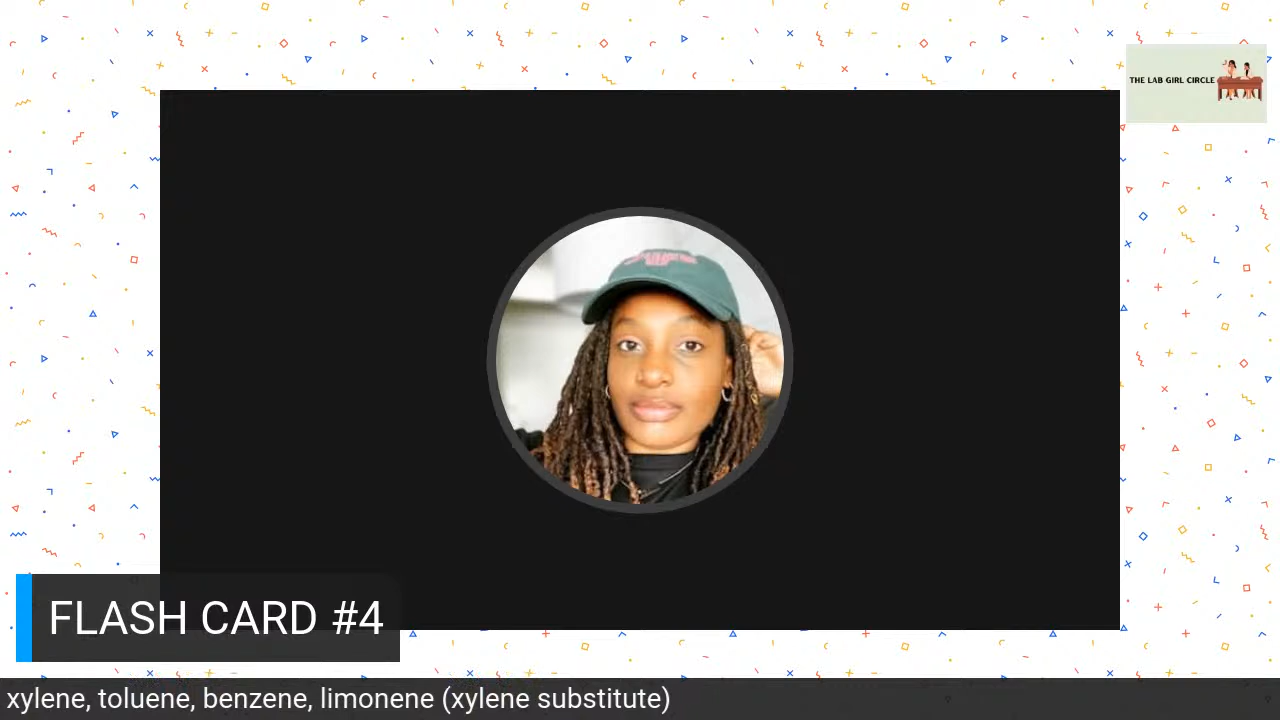 THE LAB GIRL CIRCLE
FLASH CARD #4
xylene, toluene, benzene, limonene (xylene substitute)